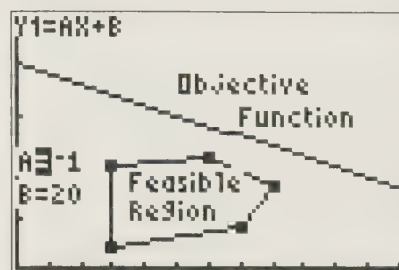 Y1=AX+B
Objective
Function
A=-1
B=20
Feasible
Region